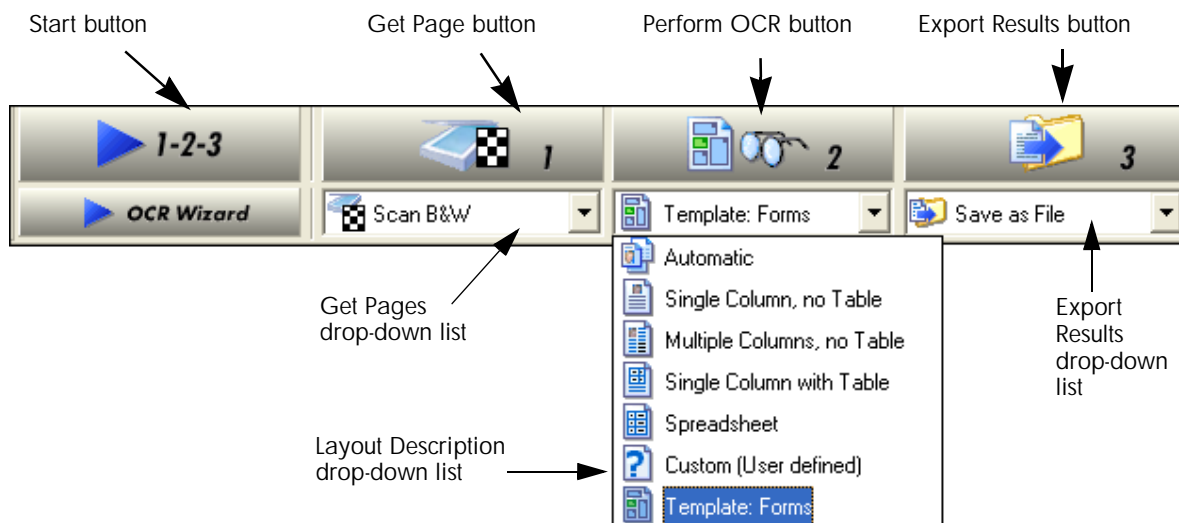 Start button
Get Page button
Perform OCR button
Export Results button
1-2-3
1
2
3
OCR Wizard
Scan B&W
Template: Forms
Save as File
Automatic
Single Column, no Table
Multiple Columns, no Table
Single Column with Table
Spreadsheet
Custom (User defined)
Template: Forms
Get Pages
drop-down list
Export
Results
drop-down
list
Layout Description
drop-down list